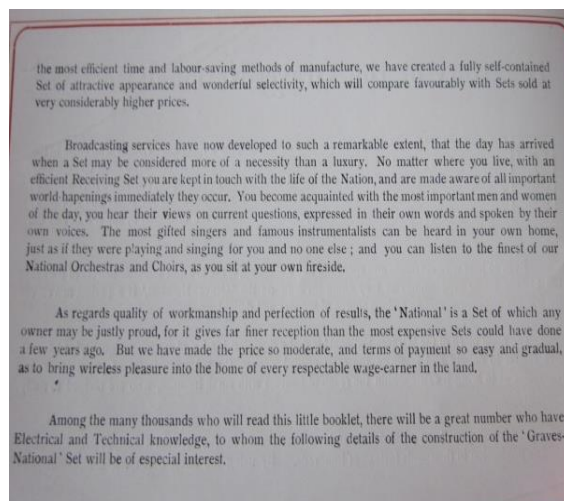 the most efficient time and labour-saving methods of manufacture, we have created a fully self-contained
Set of attractive appearance and wonderful selectivity, which will compare favourably with Sets sold at
very considerably higher prices.
Broadcasting services have now developed to such a remarkable extent, that the day has arrived
when a Set may be considered more of a necessity than a luxury. No matter where you live, with an
efficient Receiving Set you are kept in touch with the life of the Nation, and are made aware of all important
world-hapenings immediately they occur. You become acquainted with the most important men and women
of the day, you hear their views on current questions, expressed in their own words and spoken by their
own voices. The most gifted singers and famous instrumentalists can be heard in your own home,
just as if they were playing and singing for you and no one else ; and you can listen to the finest of our
National Orchestras and Choirs, as you sit at your own fireside.
As regards quality of workmanship and perfection of results, the ‘National’ is a Set of which any
owner may be justly proud, for it gives far finer reception than the most expensive Sets could have done
a few years ago. But we have made the price so moderate, and terms of payment so easy and gradual,
as to bring wireless pleasure into the home of every respectable wage-earner in the land.
Among the many thousands who will read this little booklet, there will be a great number who have
Electrical and Technical knowledge, to whom the following details of the construction of the ‘Graves-
National’ Set will be of especial interest.